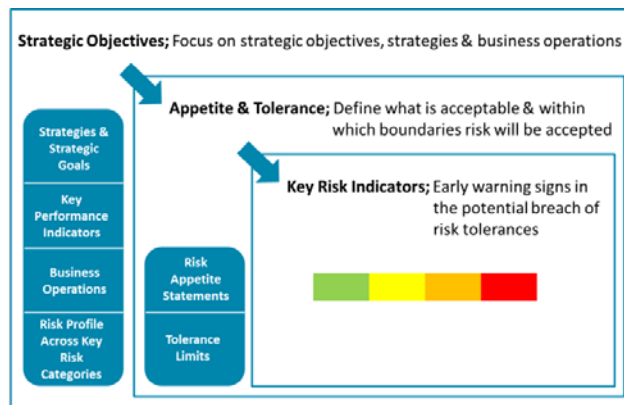 Strategic Objectives; Focus on strategic objectives, strategies & business operations
Appetite & Tolerance; Define what is acceptable & within
which boundaries risk will be accepted
Key Risk Indicators; Early warning signs in
the potential breach of
risk tolerances
Strategies &
Strategic
Goals
Key
Performance
Indicators
Business
Operations
Risk Profile
Across Key
Risk
Categories
Risk
Appetite
Statements
Tolerance
Limits